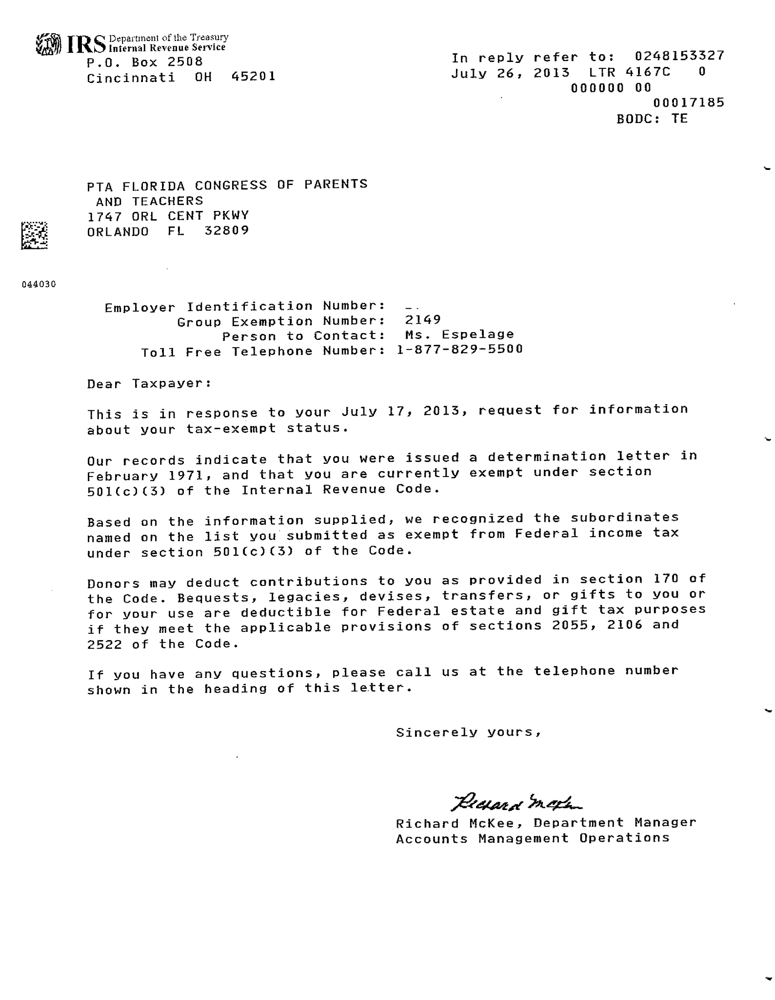 IRS Department of the Treasury
Internal Revenue Service
P.O. Box 2508
Cincinnati OH 45201
In reply refer to: 0248153327
July 26, 2013 LTR 4167C 0
000000 00
00017185
BODC: TE
PTA FLORIDA CONGRESS OF PARENTS
AND TEACHERS
1747 ORL CENT PKWY
ORLANDO FL 32809
044030
Employer Identification Number:
Group Exemption Number: 2149
Person to Contact: Ms. Espelage
Toll Free Telephone Number: 1-877-829-5500
Dear Taxpayer:
This is in response to your July 17, 2013, request for information
about your tax-exempt status.
Our records indicate that you were issued a determination letter in
February 1971, and that you are currently exempt under section
501(c)(3) of the Internal Revenue Code.
Based on the information supplied, we recognized the subordinates
named on the list you submitted as exempt from Federal income tax
under section 501(c)(3) of the Code.
Donors may deduct contributions to you as provided in section 170 of
the Code. Bequests, legacies, devises, transfers, or gifts to you or
for your use are deductible for Federal estate and gift tax purposes
if they meet the applicable provisions of sections 2055, 2106 and
2522 of the Code.
If you have any questions, please call us at the telephone number
shown in the heading of this letter.
Sincerely yours,
Richard McKee
Richard McKee, Department Manager
Accounts Management Operations